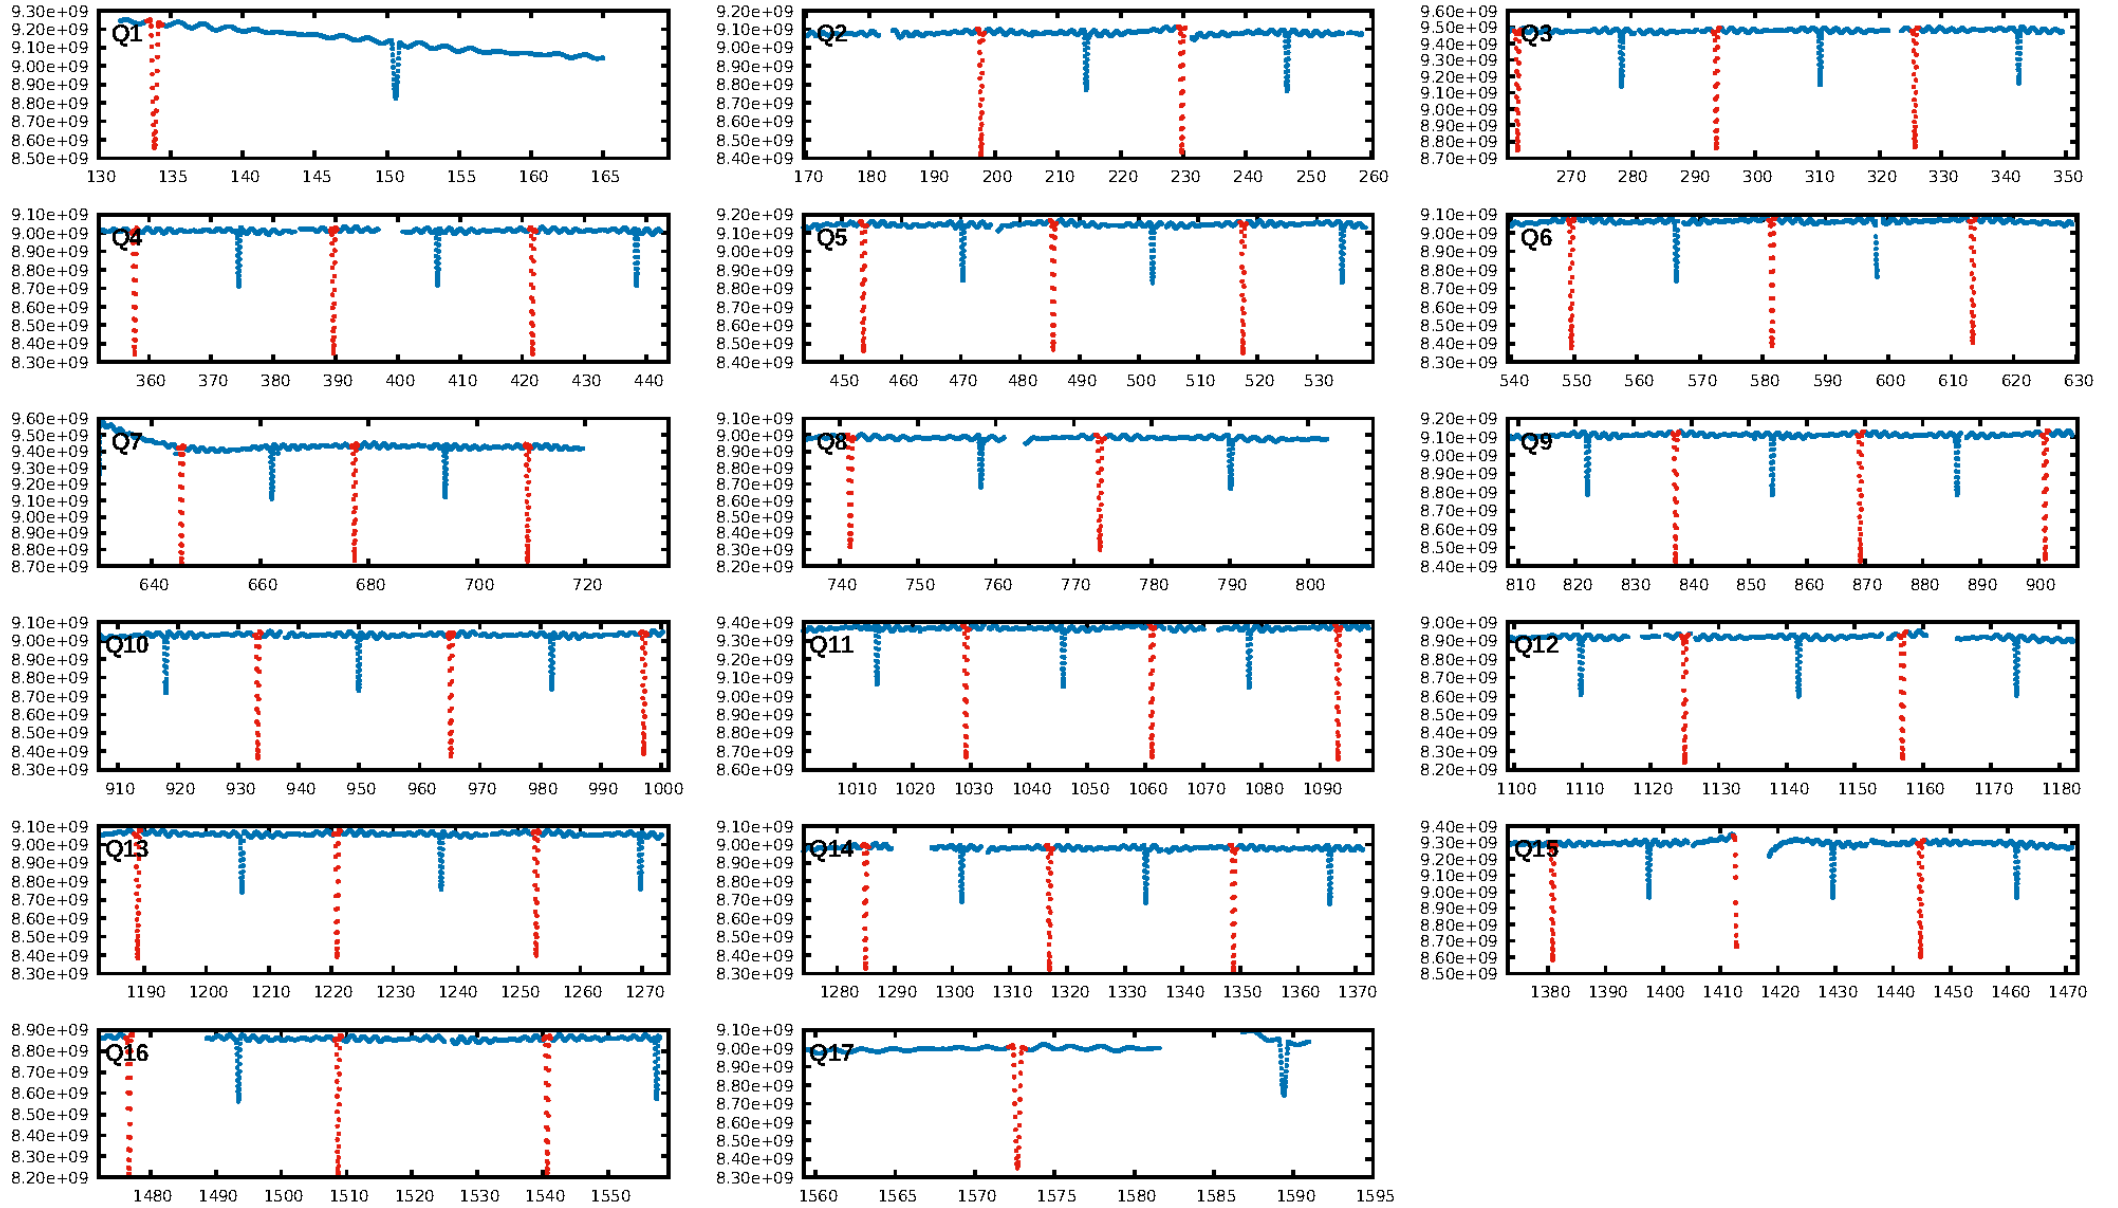 9.30e+09
9.20e+09
9.10e+09
9.00e+09
8.90e+09
8.80e+09
8.70e+09
8.60e+09
8.50e+09
Q1
130 135 140 145 150 155 160 165
9.20e+09
9.10e+09
9.00e+09
8.90e+09
8.80e+09
8.70e+09
8.60e+09
8.50e+09
8.40e+09
Q2
170 180 190 200 210 220 230 240 250 260
9.60e+09
9.50e+09
9.40e+09
9.30e+09
9.20e+09
9.10e+09
9.00e+09
8.90e+09
8.80e+09
8.70e+09
Q3
270 280 290 300 310 320 330 340 350
9.10e+09
9.00e+09
8.90e+09
8.80e+09
8.70e+09
8.60e+09
8.50e+09
8.40e+09
8.30e+09
Q4
360 370 380 390 400 410 420 430 440
9.20e+09
9.10e+09
9.00e+09
8.90e+09
8.80e+09
8.70e+09
8.60e+09
8.50e+09
8.40e+09
Q5
450 460 470 480 490 500 510 520 530
9.10e+09
9.00e+09
8.90e+09
8.80e+09
8.70e+09
8.60e+09
8.50e+09
8.40e+09
8.30e+09
Q6
540 550 560 570 580 590 600 610 620 630
9.60e+09
9.50e+09
9.40e+09
9.30e+09
9.20e+09
9.10e+09
9.00e+09
8.90e+09
8.80e+09
8.70e+09
Q7
640 660 680 700 720
9.10e+09
9.00e+09
8.90e+09
8.80e+09
8.70e+09
8.60e+09
8.50e+09
8.40e+09
8.30e+09
8.20e+09
Q8
740 750 760 770 780 790 800
9.20e+09
9.10e+09
9.00e+09
8.90e+09
8.80e+09
8.70e+09
8.60e+09
8.50e+09
8.40e+09
Q9
810 820 830 840 850 860 870 880 890 900
9.10e+09
9.00e+09
8.90e+09
8.80e+09
8.70e+09
8.60e+09
8.50e+09
8.40e+09
8.30e+09
Q10
910 920 930 940 950 960 970 980 990 1000
9.40e+09
9.30e+09
9.20e+09
9.10e+09
9.00e+09
8.90e+09
8.80e+09
8.70e+09
8.60e+09
Q11
1010 1020 1030 1040 1050 1060 1070 1080 1090
9.00e+09
8.90e+09
8.80e+09
8.70e+09
8.60e+09
8.50e+09
8.40e+09
8.30e+09
8.20e+09
Q12
1100 1110 1120 1130 1140 1150 1160 1170 1180
9.10e+09
9.00e+09
8.90e+09
8.80e+09
8.70e+09
8.60e+09
8.50e+09
8.40e+09
8.30e+09
Q13
1190 1200 1210 1220 1230 1240 1250 1260 1270
9.10e+09
9.00e+09
8.90e+09
8.80e+09
8.70e+09
8.60e+09
8.50e+09
8.40e+09
8.30e+09
Q14
1280 1290 1300 1310 1320 1330 1340 1350 1360 1370
9.40e+09
9.30e+09
9.20e+09
9.10e+09
9.00e+09
8.90e+09
8.80e+09
8.70e+09
8.60e+09
8.50e+09
Q15
1380 1390 1400 1410 1420 1430 1440 1450 1460 1470
8.90e+09
8.80e+09
8.70e+09
8.60e+09
8.50e+09
8.40e+09
8.30e+09
8.20e+09
Q16
1480 1490 1500 1510 1520 1530 1540 1550
9.10e+09
9.00e+09
8.90e+09
8.80e+09
8.70e+09
8.60e+09
8.50e+09
8.40e+09
8.30e+09
Q17
1560 1565 1570 1575 1580 1585 1590 1595